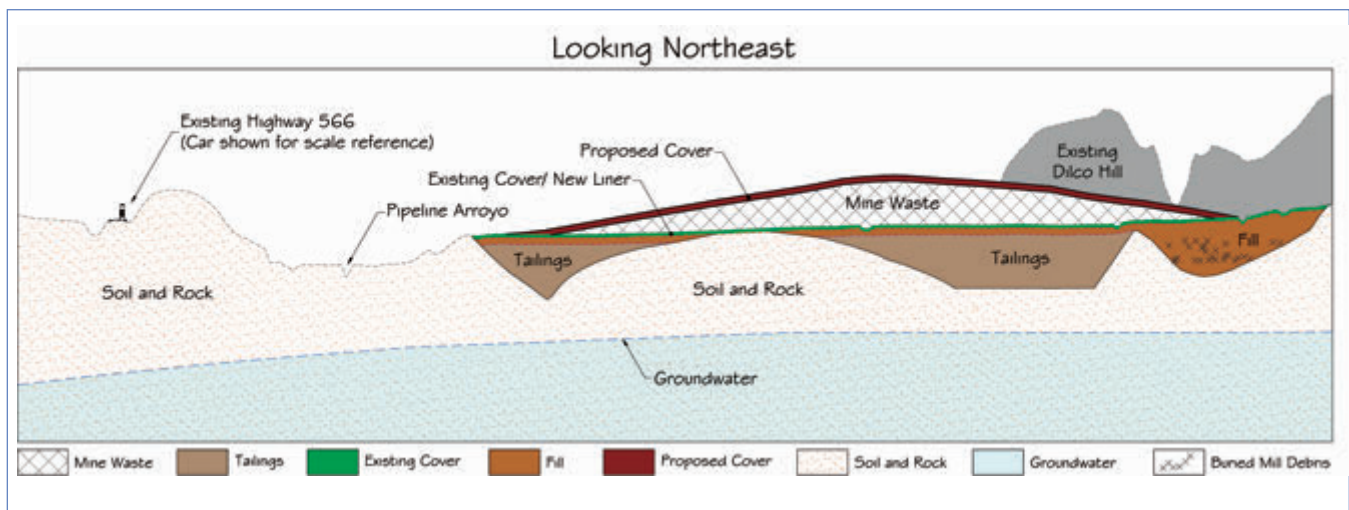 Looking Northeast
Existing Highway 566
(Car shown for scale reference)
Proposed Cover
Existing Cover/ New Liner
Pipeline Arroyo
Existing
Dilco Hill
Mine Waste
Tailings
Tailings
Fill
Soil and Rock
Soil and Rock
Groundwater
Mine Waste
Tailings
Existing Cover
Fill
Proposed Cover
Soil and Rock
Groundwater
Buried Mill Debris